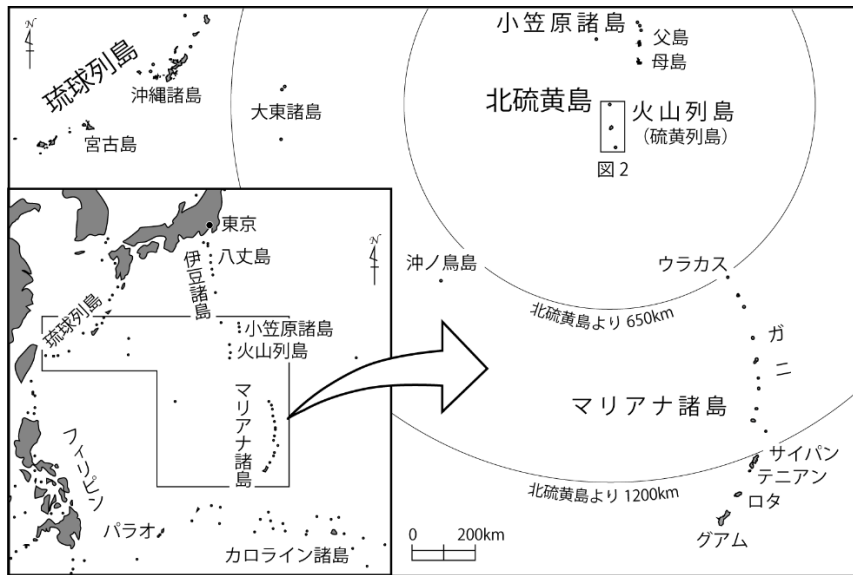 N
琉球列島
沖縄諸島
宮古島
大東諸島
小笠原諸島
父島
母島
北硫黄島
火山列島
(硫黄列島)
図2
沖ノ鳥島
ウラカス
北硫黄島より 650km
ガニ
マリアナ諸島
サイパン
テニアン
ロタ
グアム
北硫黄島より 1200km
0 200km
東京
八丈島
伊豆諸島
N
琉球列島
小笠原諸島
火山列島
マリアナ諸島
フィリピン
パラオ
カロライン諸島